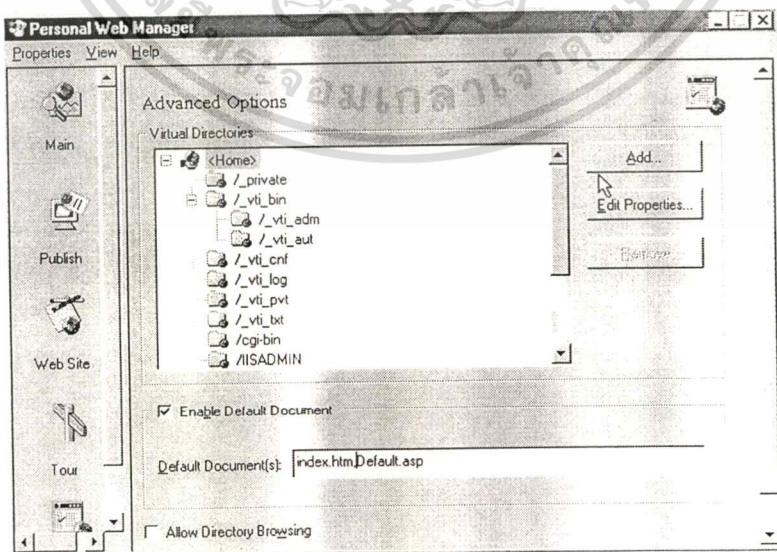 Personal Web Manager
Properties View Help
Main
Publish
Web Site
Tour
Advanced Options
Virtual Directories
<Home>
/_private
/_vti_bin
/_vti_adm
/_vti_aut
/_vti_cnf
/_vti_log
/_vti_pvt
/_vti_txt
/cgi-bin
/IISADMIN
Add...
Edit Properties...
Remove
Enable Default Document
Default Document(s): index.htm,Default.asp
Allow Directory Browsing